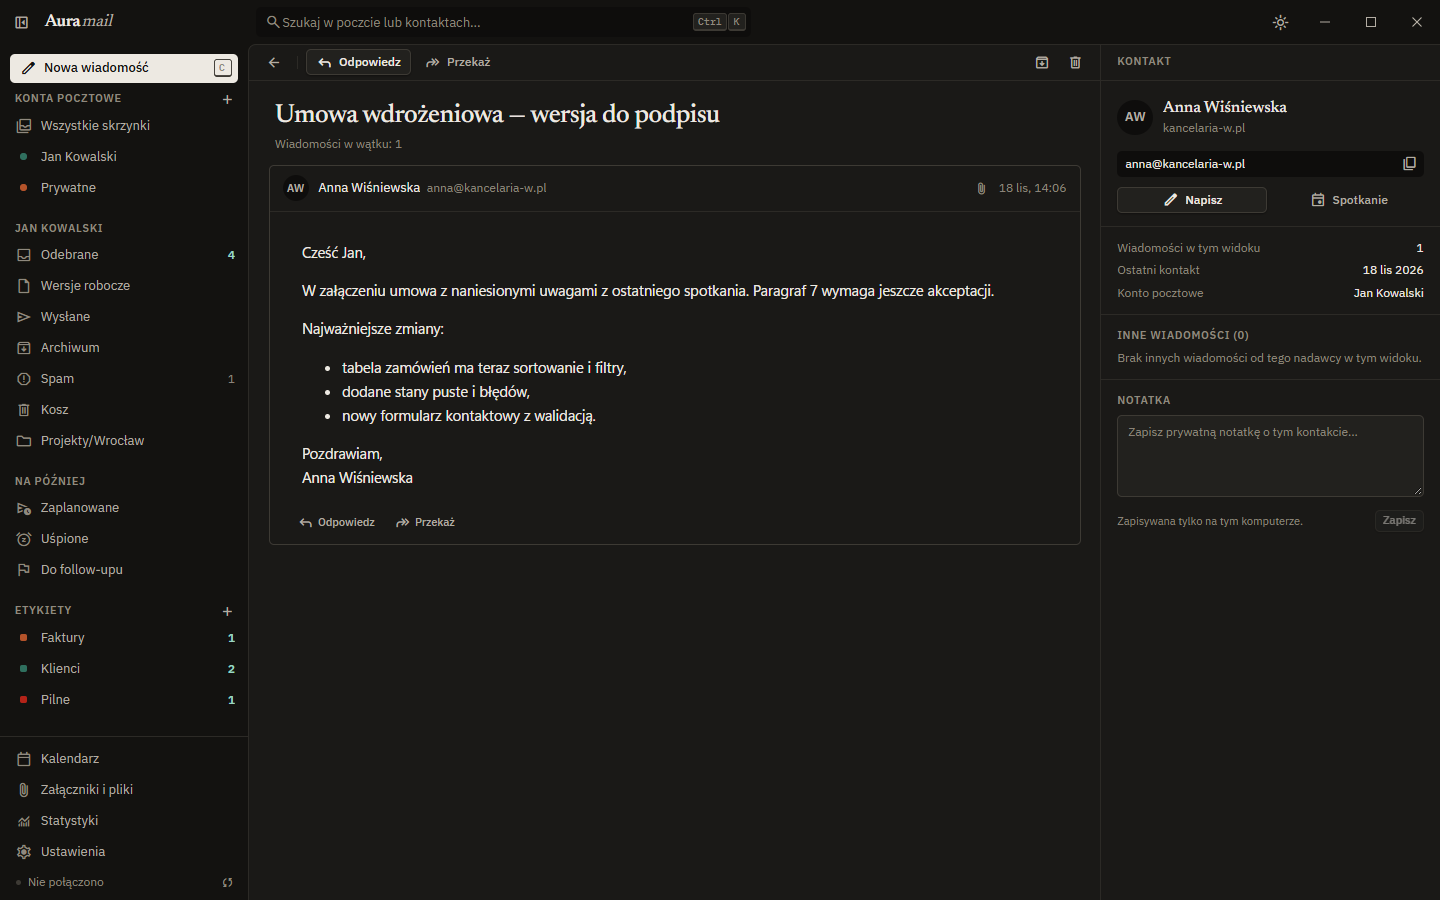 Aura mail
Szukaj w poczcie lub kontaktach...
Ctrl K
Nowa wiadomość
C
KONTA POCZTOWE
Wszystkie skrzynki
Jan Kowalski
Prywatne
JAN KOWALSKI
Odebrane 4
Wersje robocze
Wysłane
Archiwum
Spam 1
Kosz
Projekty/Wrocław
NA PÓŹNIEJ
Zaplanowane
Uśpione
Do follow-upu
ETYKIETY
Faktury 1
Klienci 2
Pilne 1
Kalendarz
Załączniki i pliki
Statystyki
Ustawienia
Nie połączono
Odpowiedz Przekaż
Umowa wdrożeniowa — wersja do podpisu
Wiadomości w wątku: 1
AW Anna Wiśniewska anna@kancelaria-w.pl 18 lis, 14:06
Cześć Jan,
W załączeniu umowa z naniesionymi uwagami z ostatniego spotkania. Paragraf 7 wymaga jeszcze akceptacji.
Najważniejsze zmiany:
• tabela zamówień ma teraz sortowanie i filtry,
• dodane stany puste i błędów,
• nowy formularz kontaktowy z walidacją.
Pozdrawiam,
Anna Wiśniewska
Odpowiedz Przekaż
KONTAKT
AW Anna Wiśniewska
kancelaria-w.pl
anna@kancelaria-w.pl
Napisz Spotkanie
Wiadomości w tym widoku 1
Ostatni kontakt 18 lis 2026
Konto pocztowe Jan Kowalski
INNE WIADOMOŚCI (0)
Brak innych wiadomości od tego nadawcy w tym widoku.
NOTATKA
Zapisz prywatną notatkę o tym kontakcie...
Zapisywana tylko na tym komputerze. Zapisz